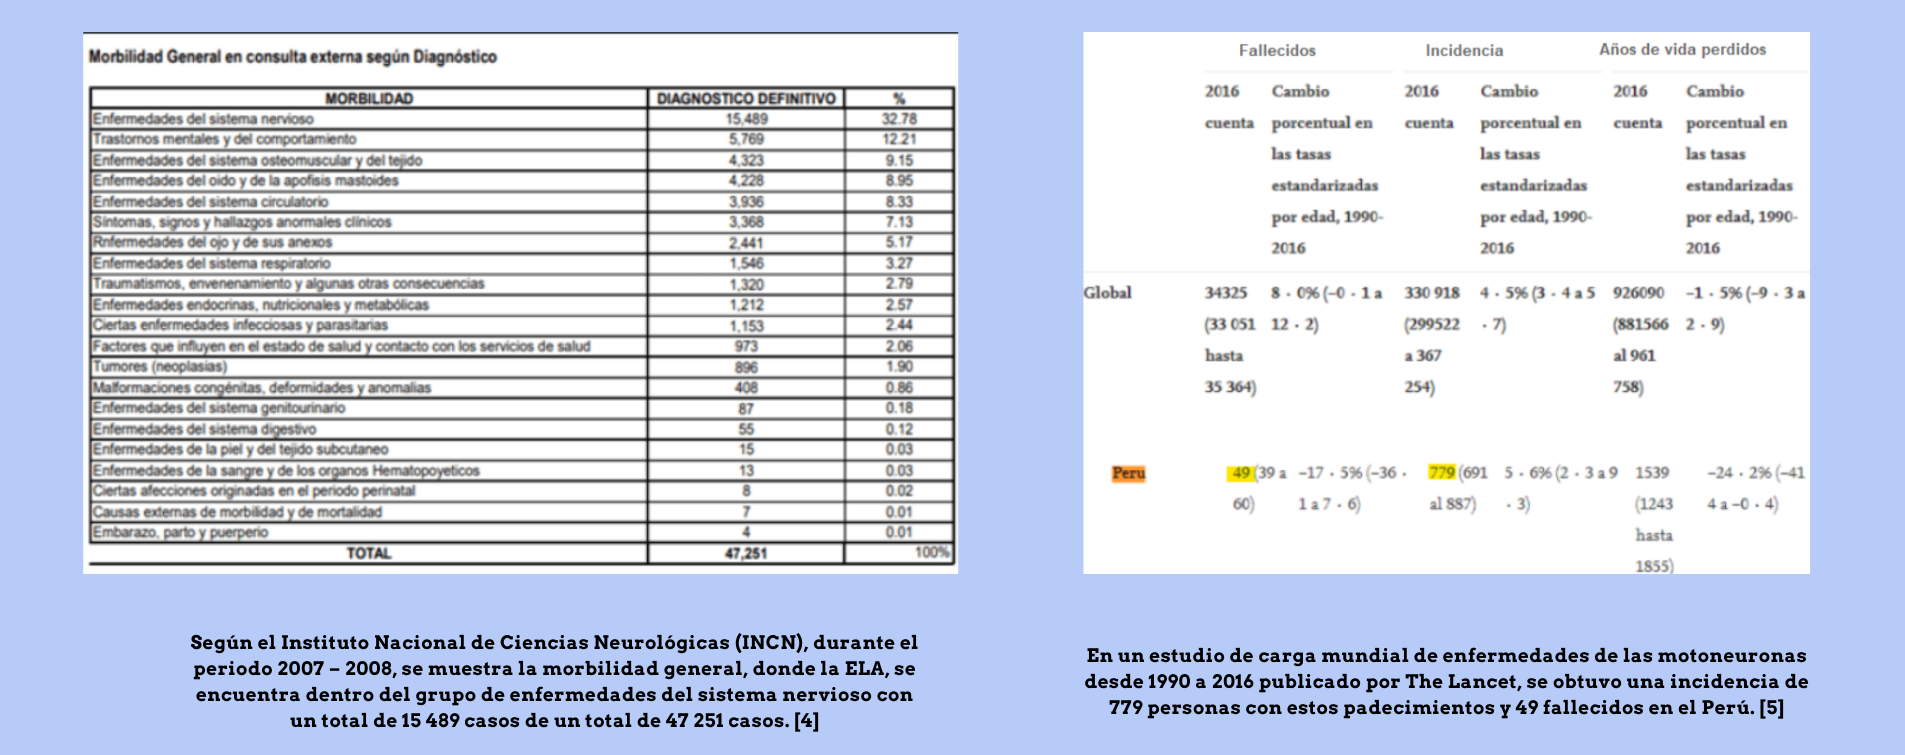 Morbilidad General en consulta externa según Diagnóstico
MORBILIDAD DIAGNOSTICO DEFINITIVO %
Enfermedades del sistema nervioso 15,489 32.78
Trastornos mentales y del comportamiento 5,769 12.21
Enfermedades del sistema osteomuscular y del tejido 4,323 9.15
Enfermedades del oido y de la apofisis mastoides 4,228 8.95
Enfermedades del sistema circulatorio 3,936 8.33
Síntomas, signos y hallazgos anormales clínicos 3,368 7.13
Rnfermedades del ojo y de sus anexos 2,441 5.17
Enfermedades del sistema respiratorio 1,546 3.27
Traumatismos, envenenamiento y algunas otras consecuencias 1,320 2.79
Enfermedades endocrinas, nutricionales y metabólicas 1,212 2.57
Ciertas enfermedades infecciosas y parasitarias 1,153 2.44
Factores que influyen en el estado de salud y contacto con los servicios de salud 973 2.06
Tumores (neoplasias) 896 1.90
Malformaciones congénitas, deformidades y anomalias 408 0.86
Enfermedades del sistema genitourinario 87 0.18
Enfermedades del sistema digestivo 55 0.12
Enfermedades de la piel y del tejido subcutaneo 15 0.03
Enfermedades de la sangre y de los organos Hematopoyeticos 13 0.03
Ciertas afecciones originadas en el periodo perinatal 8 0.02
Causas externas de morbilidad y de mortalidad 7 0.01
Embarazo, parto y puerperio 4 0.01
TOTAL 47,251 100%
Según el Instituto Nacional de Ciencias Neurológicas (INCN), durante el
periodo 2007 – 2008, se muestra la morbilidad general, donde la ELA, se
encuentra dentro del grupo de enfermedades del sistema nervioso con
un total de 15 489 casos de un total de 47 251 casos. [4]
Fallecidos Incidencia Años de vida perdidos
2016 Cambio 2016 Cambio 2016 Cambio
cuenta porcentual en cuenta porcentual en cuenta porcentual en
las tasas las tasas las tasas
estandarizadas estandarizadas estandarizadas
por edad, 1990- por edad, 1990- por edad, 1990-
2016 2016 2016
Global 34325 8 · 0% (–0 · 1 a 330 918 4 · 5% (3 · 4 a 5 926090 –1 · 5% (–9 · 3 a
(33 051 12 · 2) (299522 · 7) (881566 2 · 9)
hasta a 367 al 961
35 364) 254) 758)
Peru 49 (39 a –17 · 5% (–36 · 779 (691 5 · 6% (2 · 3 a 9 1539 –24 · 2% (–41
60) 1 a 7 · 6) al 887) · 3) (1243 4 a –0 · 4)
hasta
1855)
En un estudio de carga mundial de enfermedades de las motoneuronas
desde 1990 a 2016 publicado por The Lancet, se obtuvo una incidencia de
779 personas con estos padecimientos y 49 fallecidos en el Perú. [5]